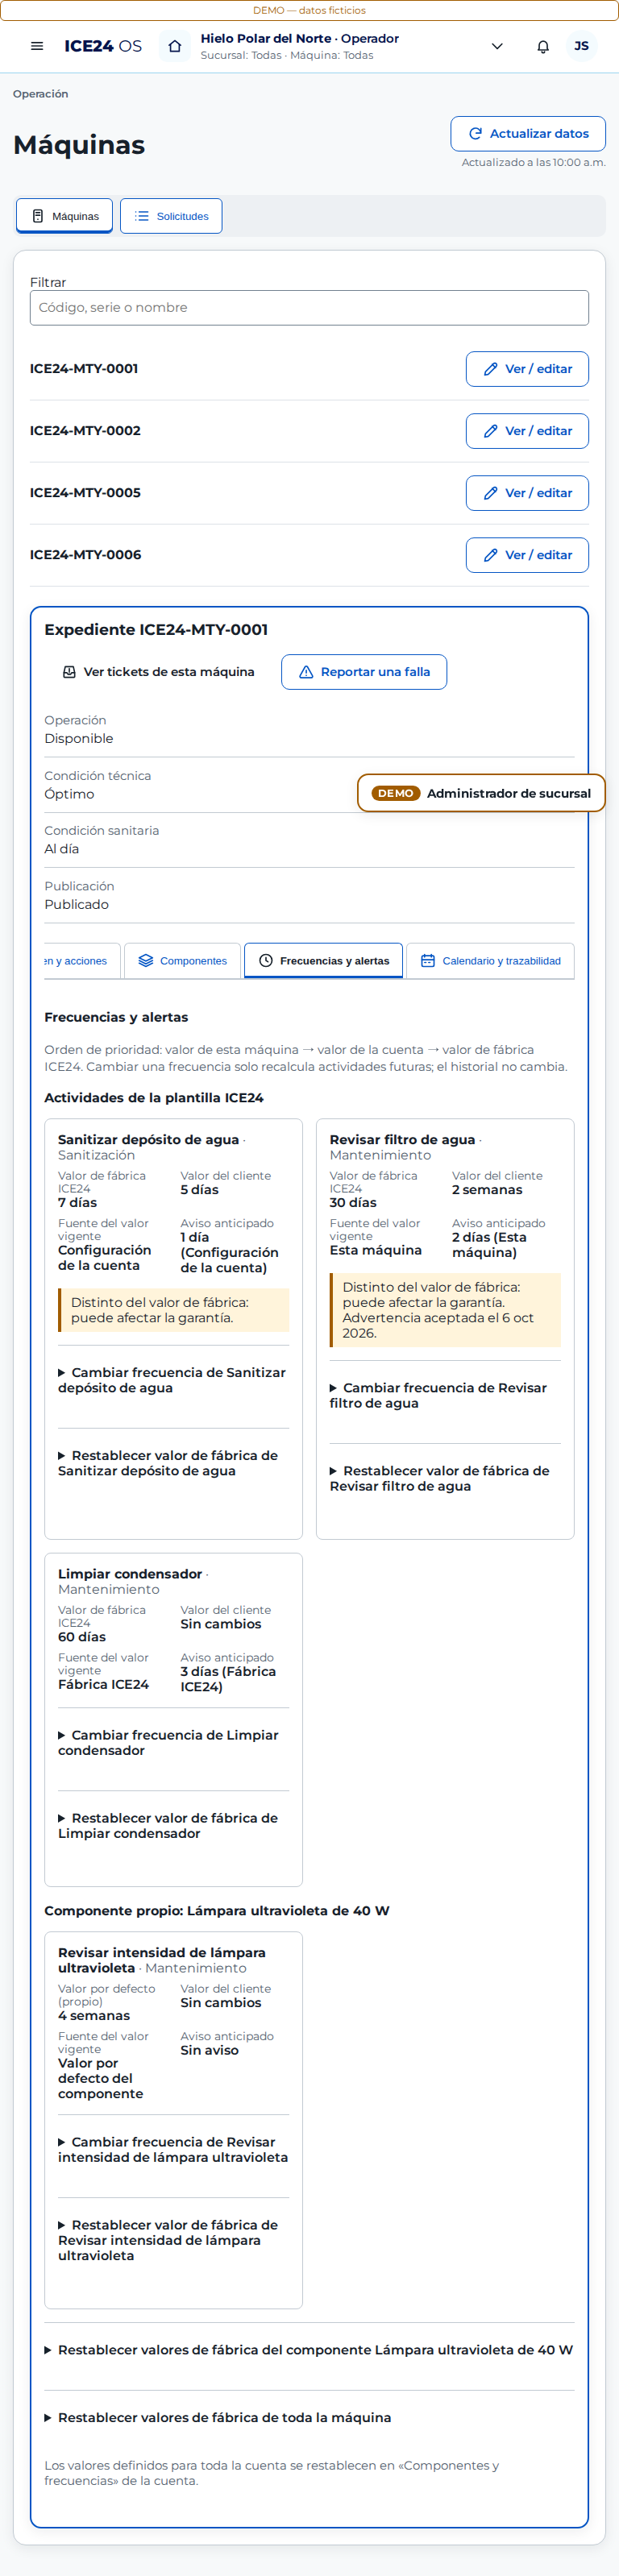 DEMO — datos ficticios
ICE24 OS
Hielo Polar del Norte · Operador
Sucursal: Todas · Máquina: Todas
JS
Operación
Máquinas
Actualizar datos
Actualizado a las 10:00 a.m.
Máquinas
Solicitudes
Filtrar
Código, serie o nombre
ICE24-MTY-0001
Ver / editar
ICE24-MTY-0002
Ver / editar
ICE24-MTY-0005
Ver / editar
ICE24-MTY-0006
Ver / editar
Expediente ICE24-MTY-0001
Ver tickets de esta máquina
Reportar una falla
Operación
Disponible
Condición técnica
Óptimo
DEMO Administrador de sucursal
Condición sanitaria
Al día
Publicación
Publicado
en y acciones
Componentes
Frecuencias y alertas
Calendario y trazabilidad
Frecuencias y alertas
Orden de prioridad: valor de esta máquina → valor de la cuenta → valor de fábrica
ICE24. Cambiar una frecuencia solo recalcula actividades futuras; el historial no cambia.
Actividades de la plantilla ICE24
Sanitizar depósito de agua ·
Sanitización
Valor de fábrica
ICE24
7 días
Valor del cliente
5 días
Fuente del valor
vigente
Configuración
de la cuenta
Aviso anticipado
1 día
(Configuración
de la cuenta)
Distinto del valor de fábrica:
puede afectar la garantía.
Cambiar frecuencia de Sanitizar
depósito de agua
Restablecer valor de fábrica de
Sanitizar depósito de agua
Revisar filtro de agua ·
Mantenimiento
Valor de fábrica
ICE24
30 días
Valor del cliente
2 semanas
Fuente del valor
vigente
Esta máquina
Aviso anticipado
2 días (Esta
máquina)
Distinto del valor de fábrica:
puede afectar la garantía.
Advertencia aceptada el 6 oct
2026.
Cambiar frecuencia de Revisar
filtro de agua
Restablecer valor de fábrica de
Revisar filtro de agua
Limpiar condensador ·
Mantenimiento
Valor de fábrica
ICE24
60 días
Valor del cliente
Sin cambios
Fuente del valor
vigente
Fábrica ICE24
Aviso anticipado
3 días (Fábrica
ICE24)
Cambiar frecuencia de Limpiar
condensador
Restablecer valor de fábrica de
Limpiar condensador
Componente propio: Lámpara ultravioleta de 40 W
Revisar intensidad de lámpara
ultravioleta · Mantenimiento
Valor por defecto
(propio)
4 semanas
Valor del cliente
Sin cambios
Fuente del valor
vigente
Valor por
defecto del
componente
Aviso anticipado
Sin aviso
Cambiar frecuencia de Revisar
intensidad de lámpara ultravioleta
Restablecer valor de fábrica de
Revisar intensidad de lámpara
ultravioleta
Restablecer valores de fábrica del componente Lámpara ultravioleta de 40 W
Restablecer valores de fábrica de toda la máquina
Los valores definidos para toda la cuenta se restablecen en «Componentes y
frecuencias» de la cuenta.